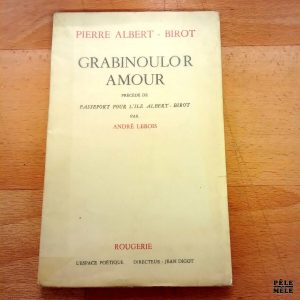 PIERRE ALBERT - BIROT
GRABINOULOR
AMOUR
PRÉCÉDÉ DE
PASSEPORT POUR L'ILE ALBERT - BIROT
PAR
ANDRÉ LEBOIS
ROUGERIE
L'ESPACE POÉTIQUE DIRECTEUR : JEAN DIGOT
PÊLE
MÊLE